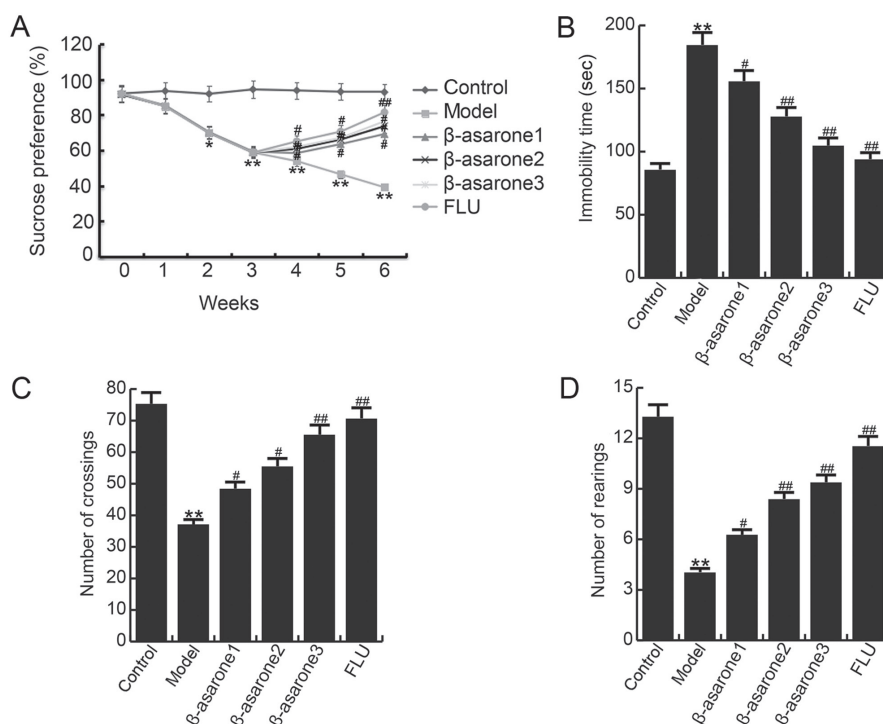 A
Sucrose preference (%)
120
100
80
60
40
20
0
0 1 2 3 4 5 6
Weeks
*
**
**
**
**
#
#
#
#
#
#
##
#
#
#
Control
Model
β-asarone1
β-asarone2
β-asarone3
FLU
B
Immobility time (sec)
200
150
100
50
0
**
#
##
##
##
Control
Model
β-asarone1
β-asarone2
β-asarone3
FLU
C
Number of crossings
80
70
60
50
40
30
20
10
0
**
#
#
##
##
Control
Model
β-asarone1
β-asarone2
β-asarone3
FLU
D
Number of rearings
15
12
9
6
3
0
**
#
##
##
##
Control
Model
β-asarone1
β-asarone2
β-asarone3
FLU